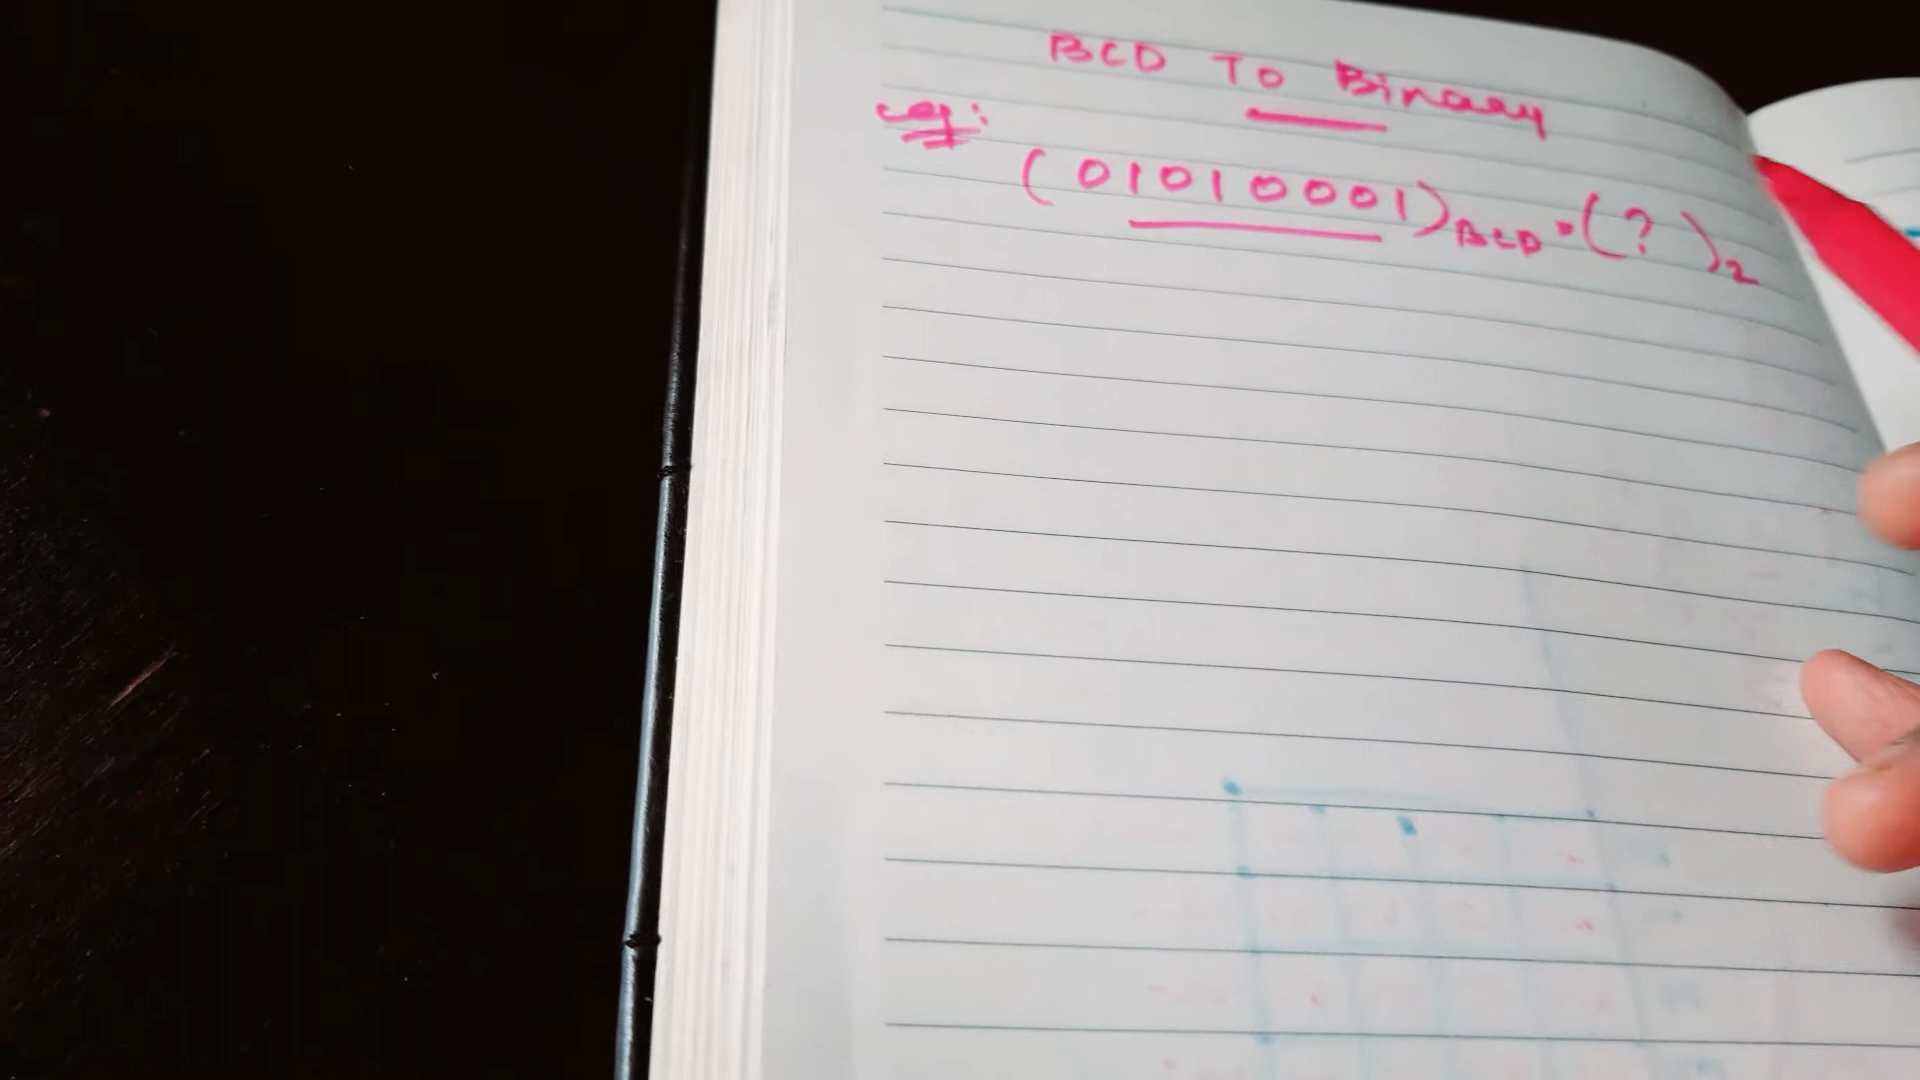 BCD To Binary
eg:
(01010001)BCD = (?)2